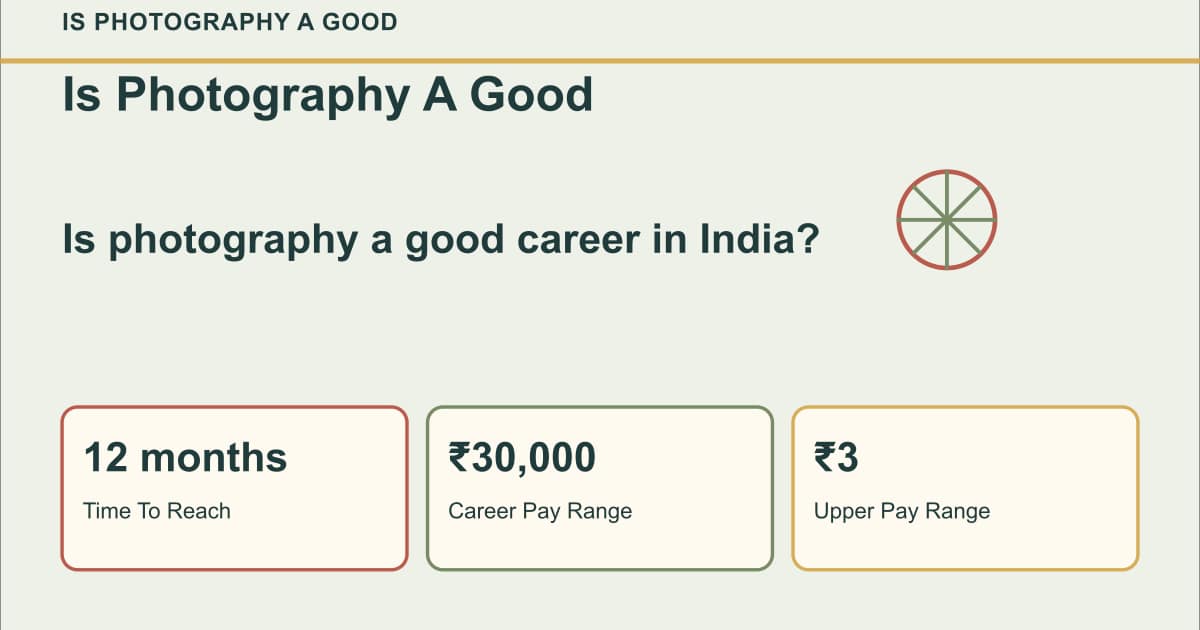 IS PHOTOGRAPHY A GOOD
Is Photography A Good
Is photography a good career in India?
12 months
Time To Reach
₹30,000
Career Pay Range
₹3
Upper Pay Range